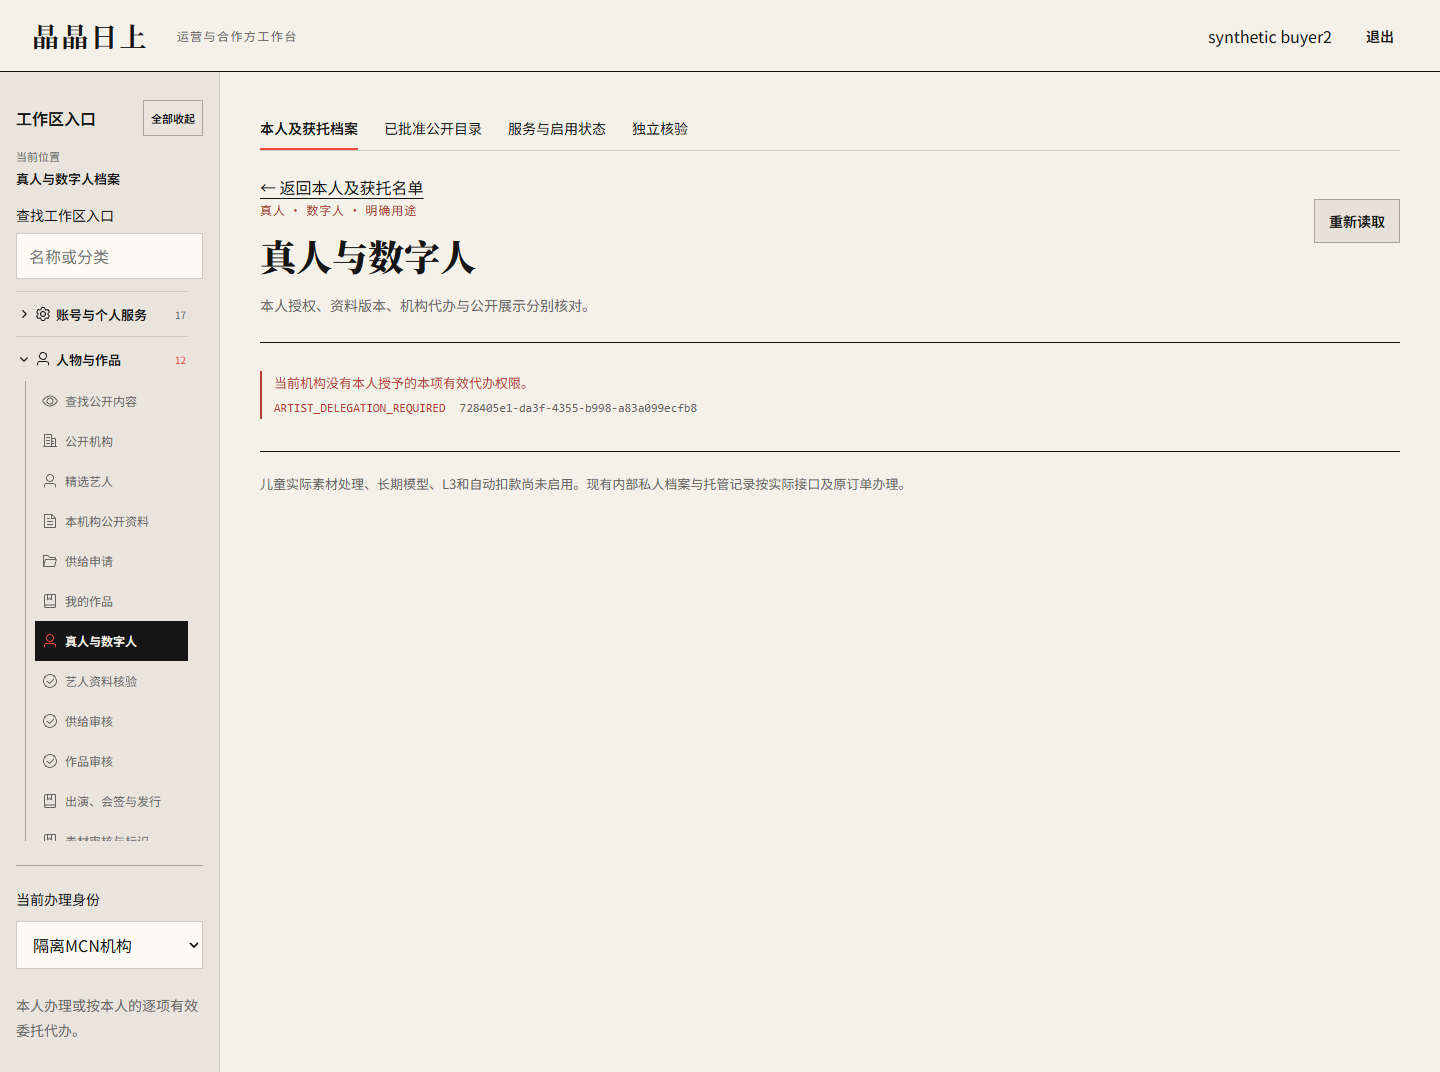 晶晶日上
运营与合作方工作台
synthetic buyer2
退出
工作区入口
全部收起
当前位置
真人与数字人档案
查找工作区入口
名称或分类
账号与个人服务 17
人物与作品 12
查找公开内容
公开机构
精选艺人
本机构公开资料
供给申请
我的作品
真人与数字人
艺人资料核验
供给审核
作品审核
出演、会签与发行
素材审核与标识
当前办理身份
隔离MCN机构
本人办理或按本人的逐项有效
委托代办。
本人及获托档案 已批准公开目录 服务与启用状态 独立核验
← 返回本人及获托名单
真人 · 数字人 · 明确用途
重新读取
真人与数字人
本人授权、资料版本、机构代办与公开展示分别核对。
当前机构没有本人授予的本项有效代办权限。
ARTIST_DELEGATION_REQUIRED 728405e1-da3f-4355-b998-a83a099ecfb8
儿童实际素材处理、长期模型、L3和自动扣款尚未启用。现有内部私人档案与托管记录按实际接口及原订单办理。